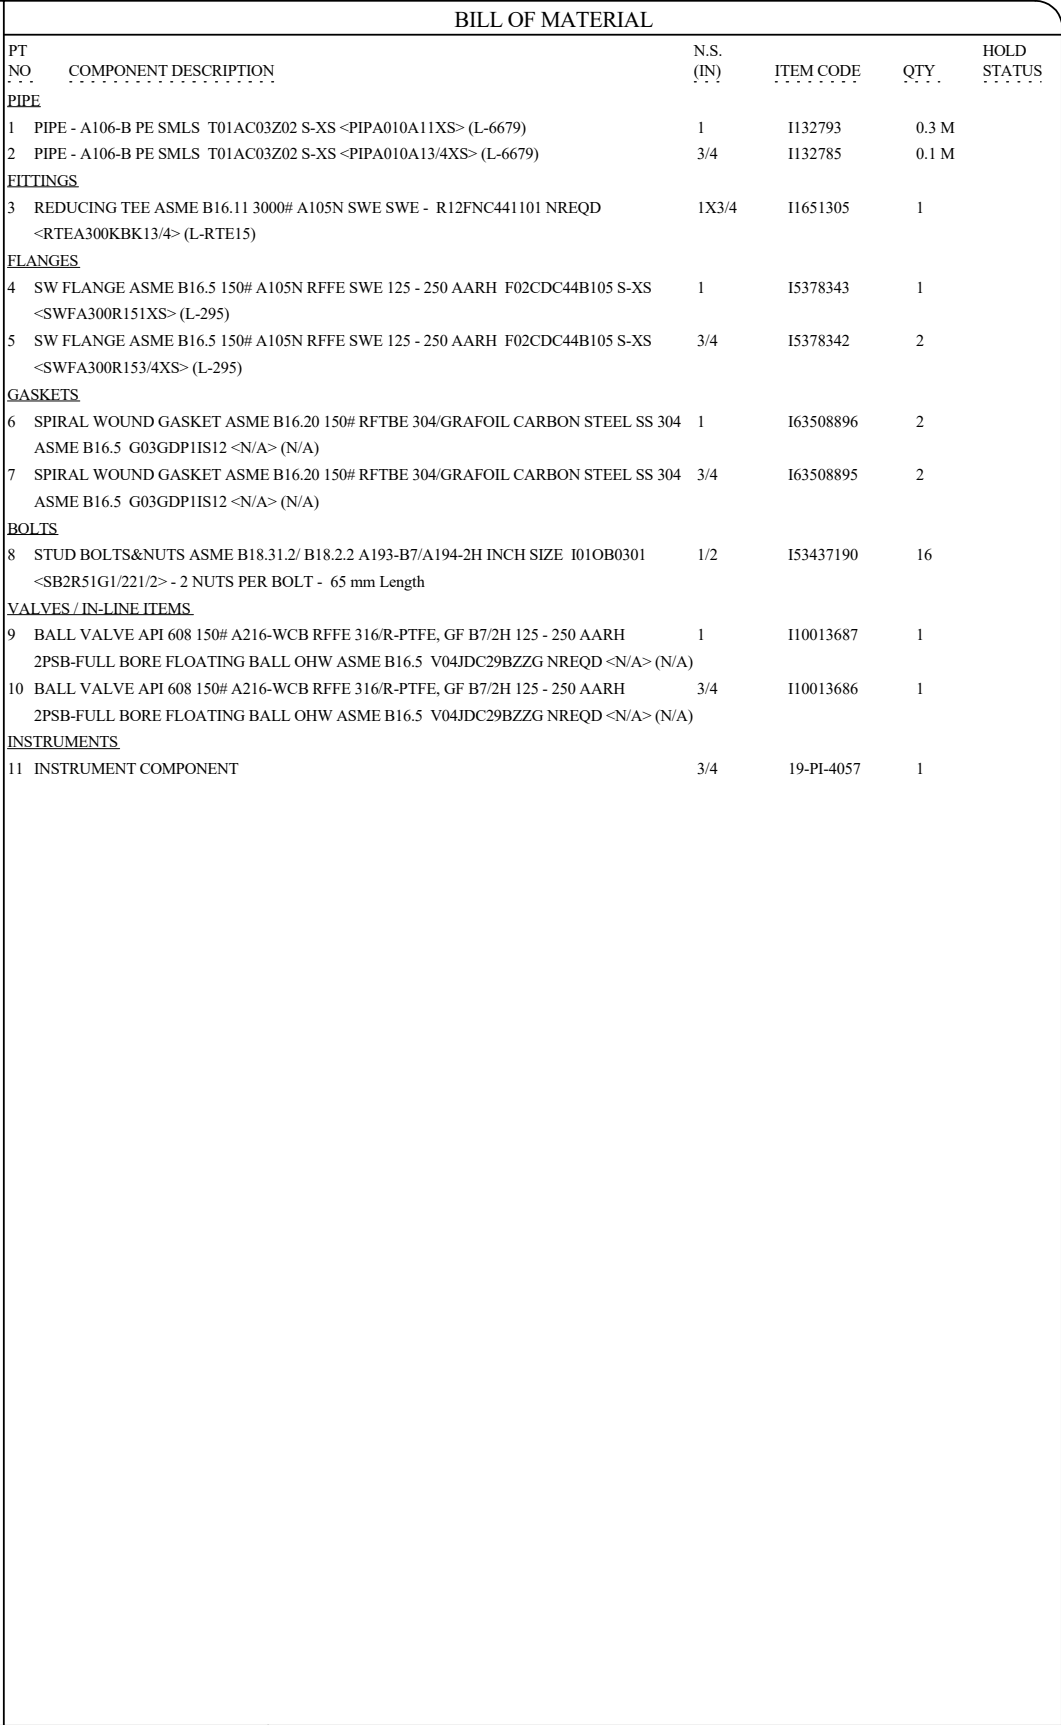 BILL OF MATERIAL
PT N.S. HOLD
NO COMPONENT DESCRIPTION (IN) ITEM CODE QTY STATUS
PIPE
1 PIPE - A106-B PE SMLS T01AC03Z02 S-XS <PIPA010A11XS> (L-6679) 1 I132793 0.3 M
2 PIPE - A106-B PE SMLS T01AC03Z02 S-XS <PIPA010A13/4XS> (L-6679) 3/4 I132785 0.1 M
FITTINGS
3 REDUCING TEE ASME B16.11 3000# A105N SWE SWE - R12FNC441101 NREQD 1X3/4 I1651305 1
<RTEA300KBK13/4> (L-RTE15)
FLANGES
4 SW FLANGE ASME B16.5 150# A105N RFFE SWE 125 - 250 AARH F02CDC44B105 S-XS 1 I5378343 1
<SWFA300R151XS> (L-295)
5 SW FLANGE ASME B16.5 150# A105N RFFE SWE 125 - 250 AARH F02CDC44B105 S-XS 3/4 I5378342 2
<SWFA300R153/4XS> (L-295)
GASKETS
6 SPIRAL WOUND GASKET ASME B16.20 150# RFTBE 304/GRAFOIL CARBON STEEL SS 304 1 I63508896 2
ASME B16.5 G03GDP1IS12 <N/A> (N/A)
7 SPIRAL WOUND GASKET ASME B16.20 150# RFTBE 304/GRAFOIL CARBON STEEL SS 304 3/4 I63508895 2
ASME B16.5 G03GDP1IS12 <N/A> (N/A)
BOLTS
8 STUD BOLTS&NUTS ASME B18.31.2/ B18.2.2 A193-B7/A194-2H INCH SIZE I01OB0301 1/2 I53437190 16
<SB2R51G1/221/2> - 2 NUTS PER BOLT - 65 mm Length
VALVES / IN-LINE ITEMS
9 BALL VALVE API 608 150# A216-WCB RFFE 316/R-PTFE, GF B7/2H 125 - 250 AARH 1 I10013687 1
2PSB-FULL BORE FLOATING BALL OHW ASME B16.5 V04JDC29BZZG NREQD <N/A> (N/A)
10 BALL VALVE API 608 150# A216-WCB RFFE 316/R-PTFE, GF B7/2H 125 - 250 AARH 3/4 I10013686 1
2PSB-FULL BORE FLOATING BALL OHW ASME B16.5 V04JDC29BZZG NREQD <N/A> (N/A)
INSTRUMENTS
11 INSTRUMENT COMPONENT 3/4 19-PI-4057 1